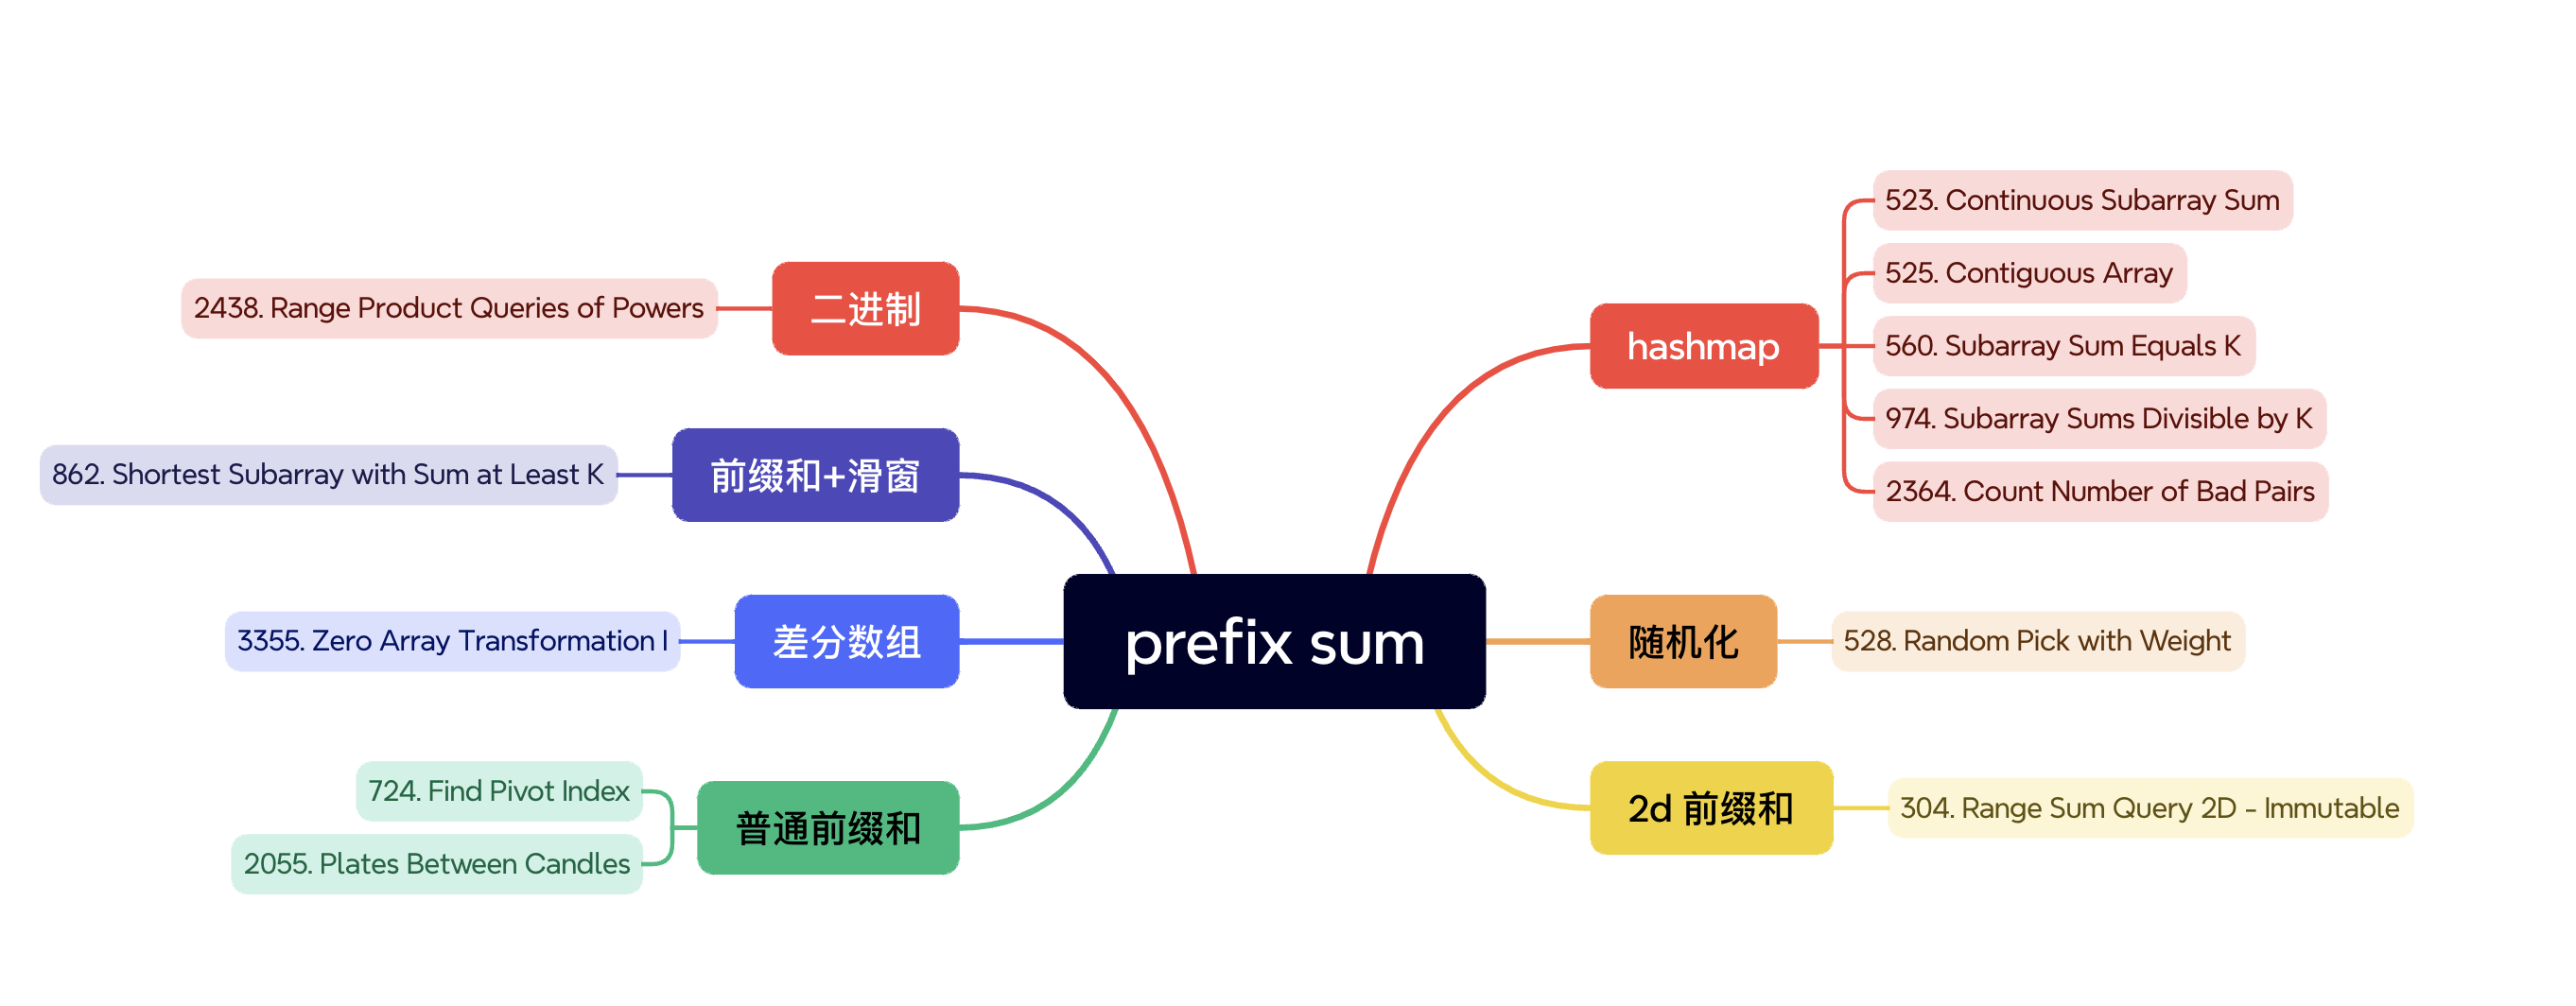 prefix sum
hashmap
523. Continuous Subarray Sum
525. Contiguous Array
560. Subarray Sum Equals K
974. Subarray Sums Divisible by K
2364. Count Number of Bad Pairs
随机化
528. Random Pick with Weight
2d 前缀和
304. Range Sum Query 2D - Immutable
二进制
2438. Range Product Queries of Powers
前缀和+滑窗
862. Shortest Subarray with Sum at Least K
差分数组
3355. Zero Array Transformation I
普通前缀和
724. Find Pivot Index
2055. Plates Between Candles